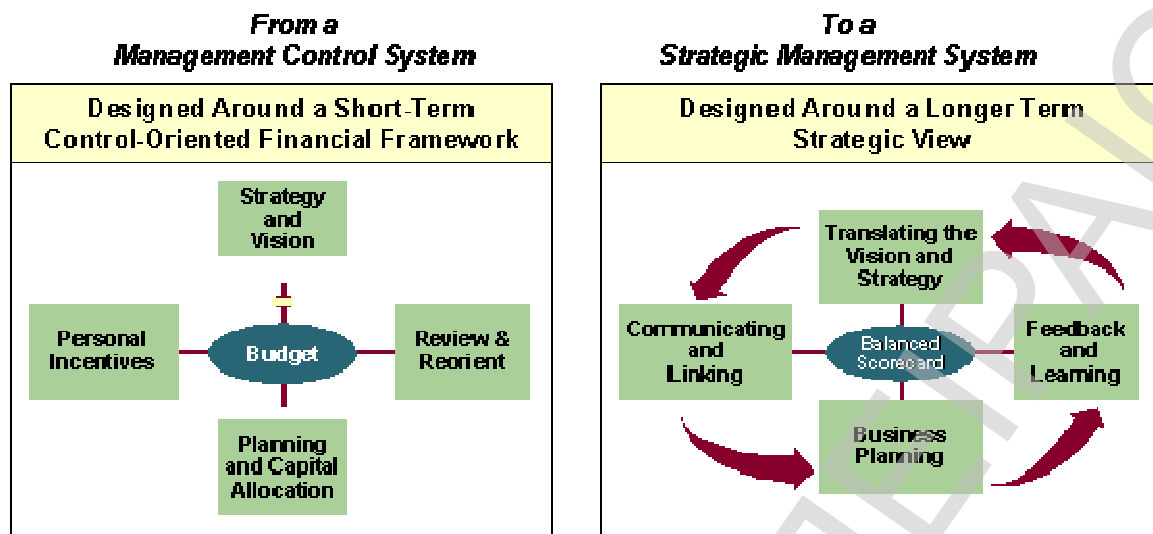 From a
Management Control System
Designed Around a Short-Term
Control-Oriented Financial Framework
Strategy
and
Vision
Personal
Incentives
Budget
Review &
Reorient
Planning
and Capital
Allocation
To a
Strategic Management System
Designed Around a Longer Term
Strategic View
Translating the
Vision and
Strategy
Communicating
and
Linking
Balanced
Scorecard
Feedback
and
Learning
Business
Planning